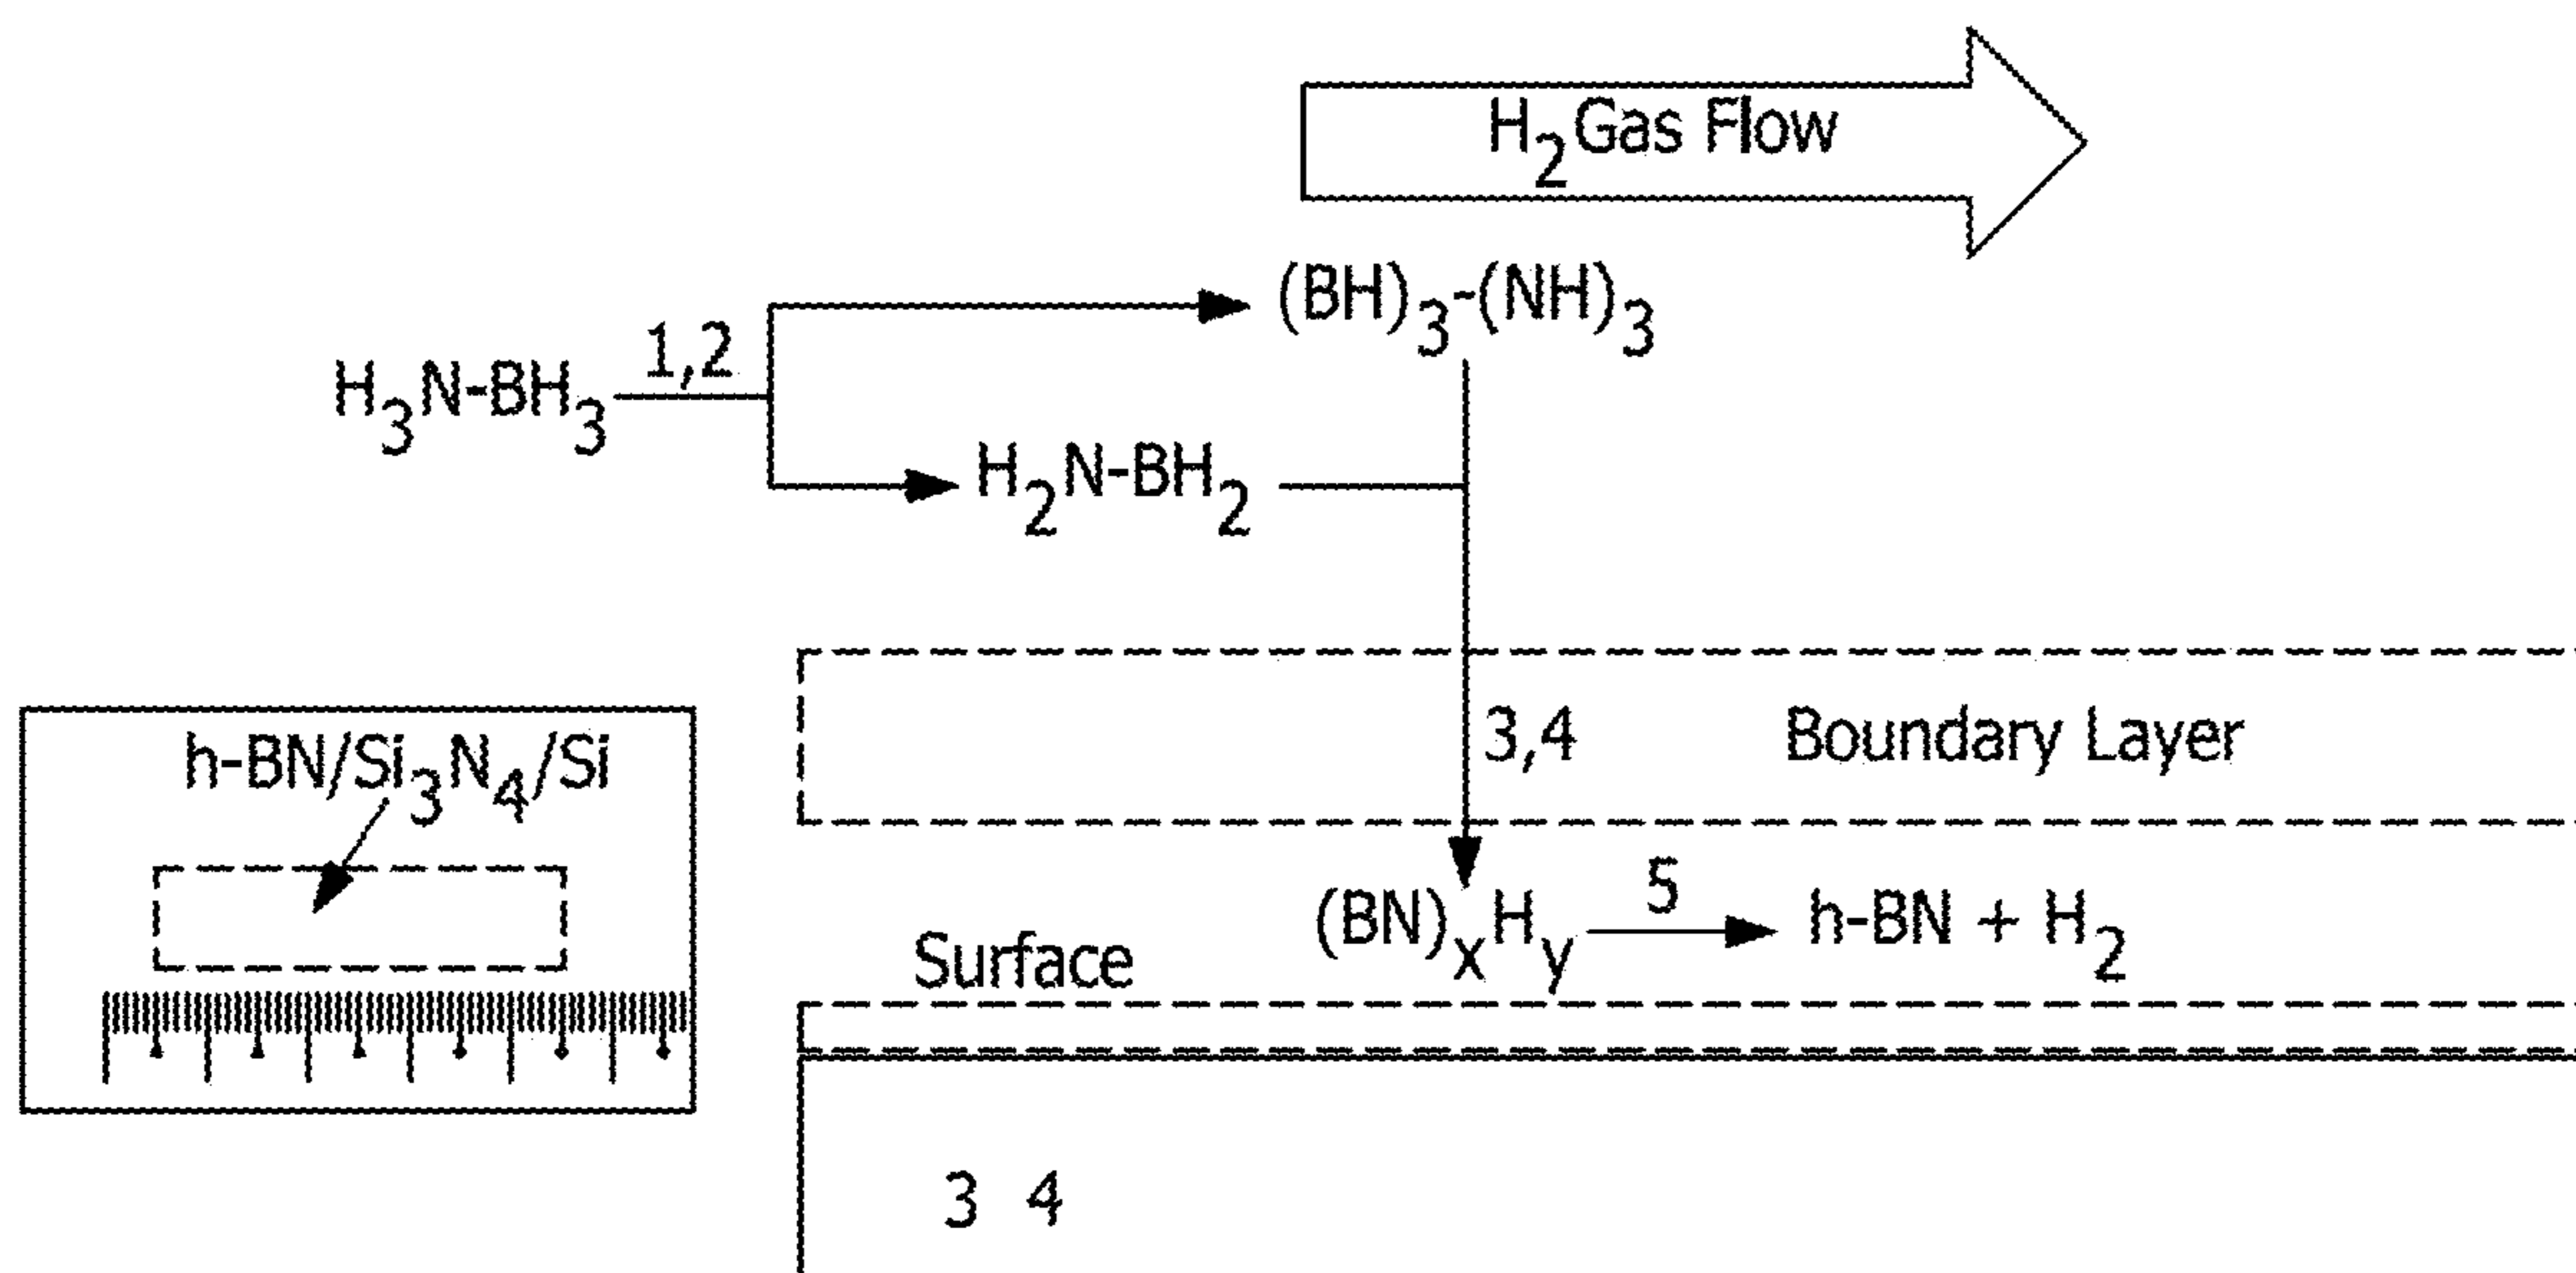 H₂Gas Flow
(BH)₃-(NH)₃
1,2
H₃N-BH₃
H₂N-BH₂
3,4
Boundary Layer
h-BN/Si₃N₄/Si
(BN)ₓHᵧ
5
h-BN + H₂
Surface
3 4